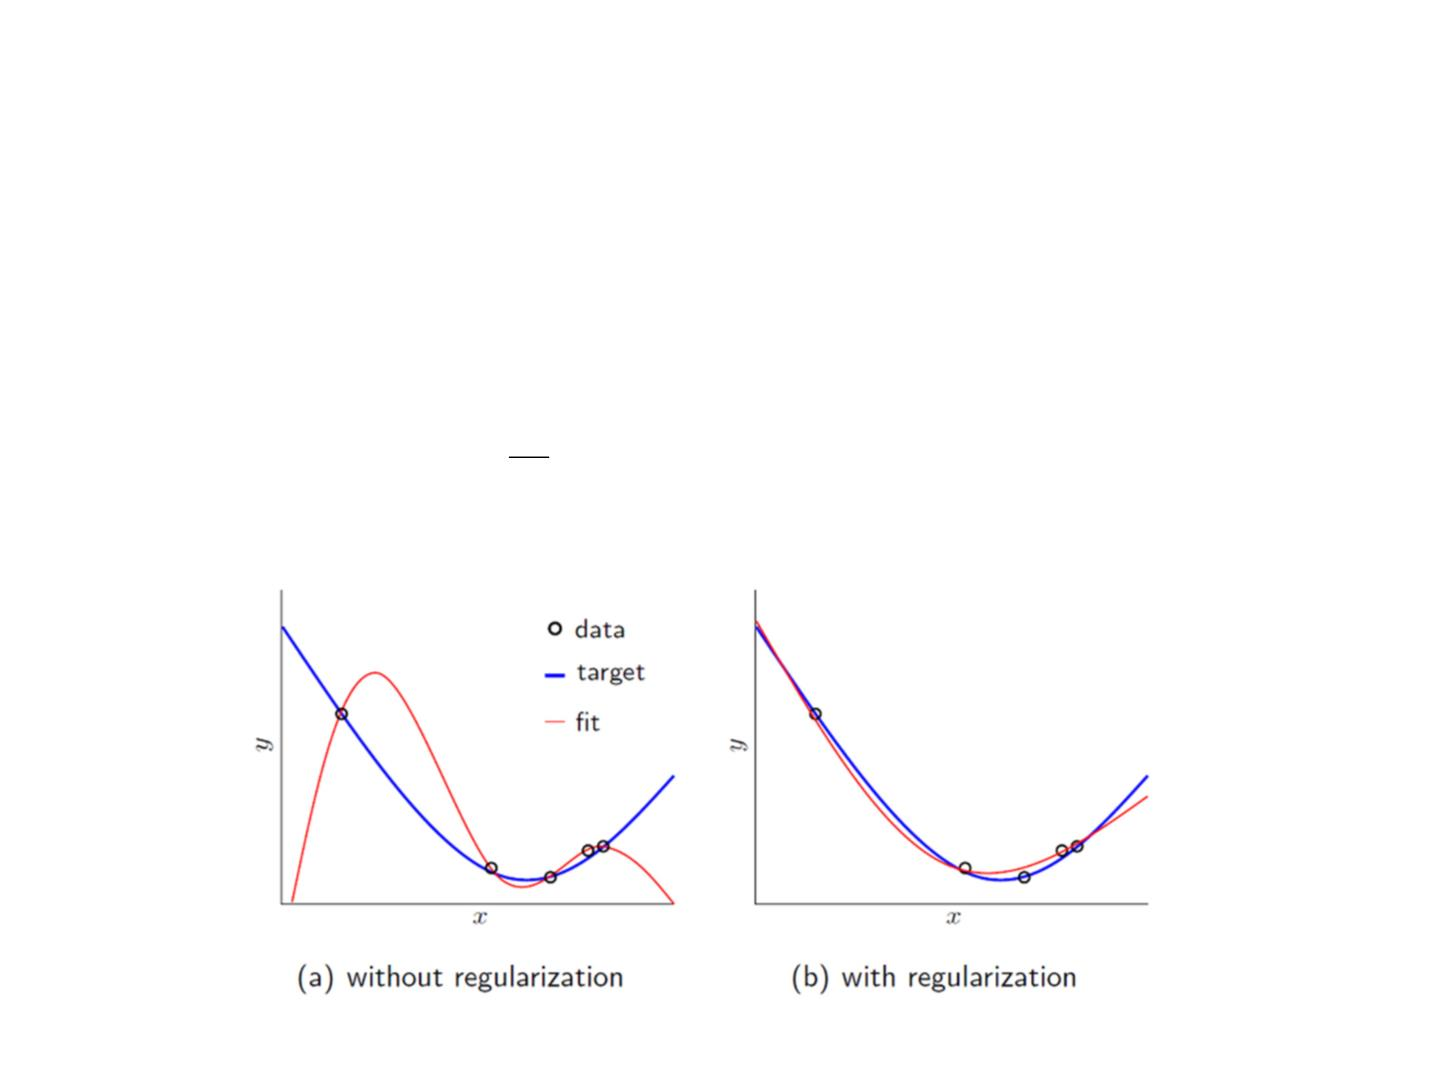 data
target
fit
y
x
y
x
(a) without regularization
(b) with regularization